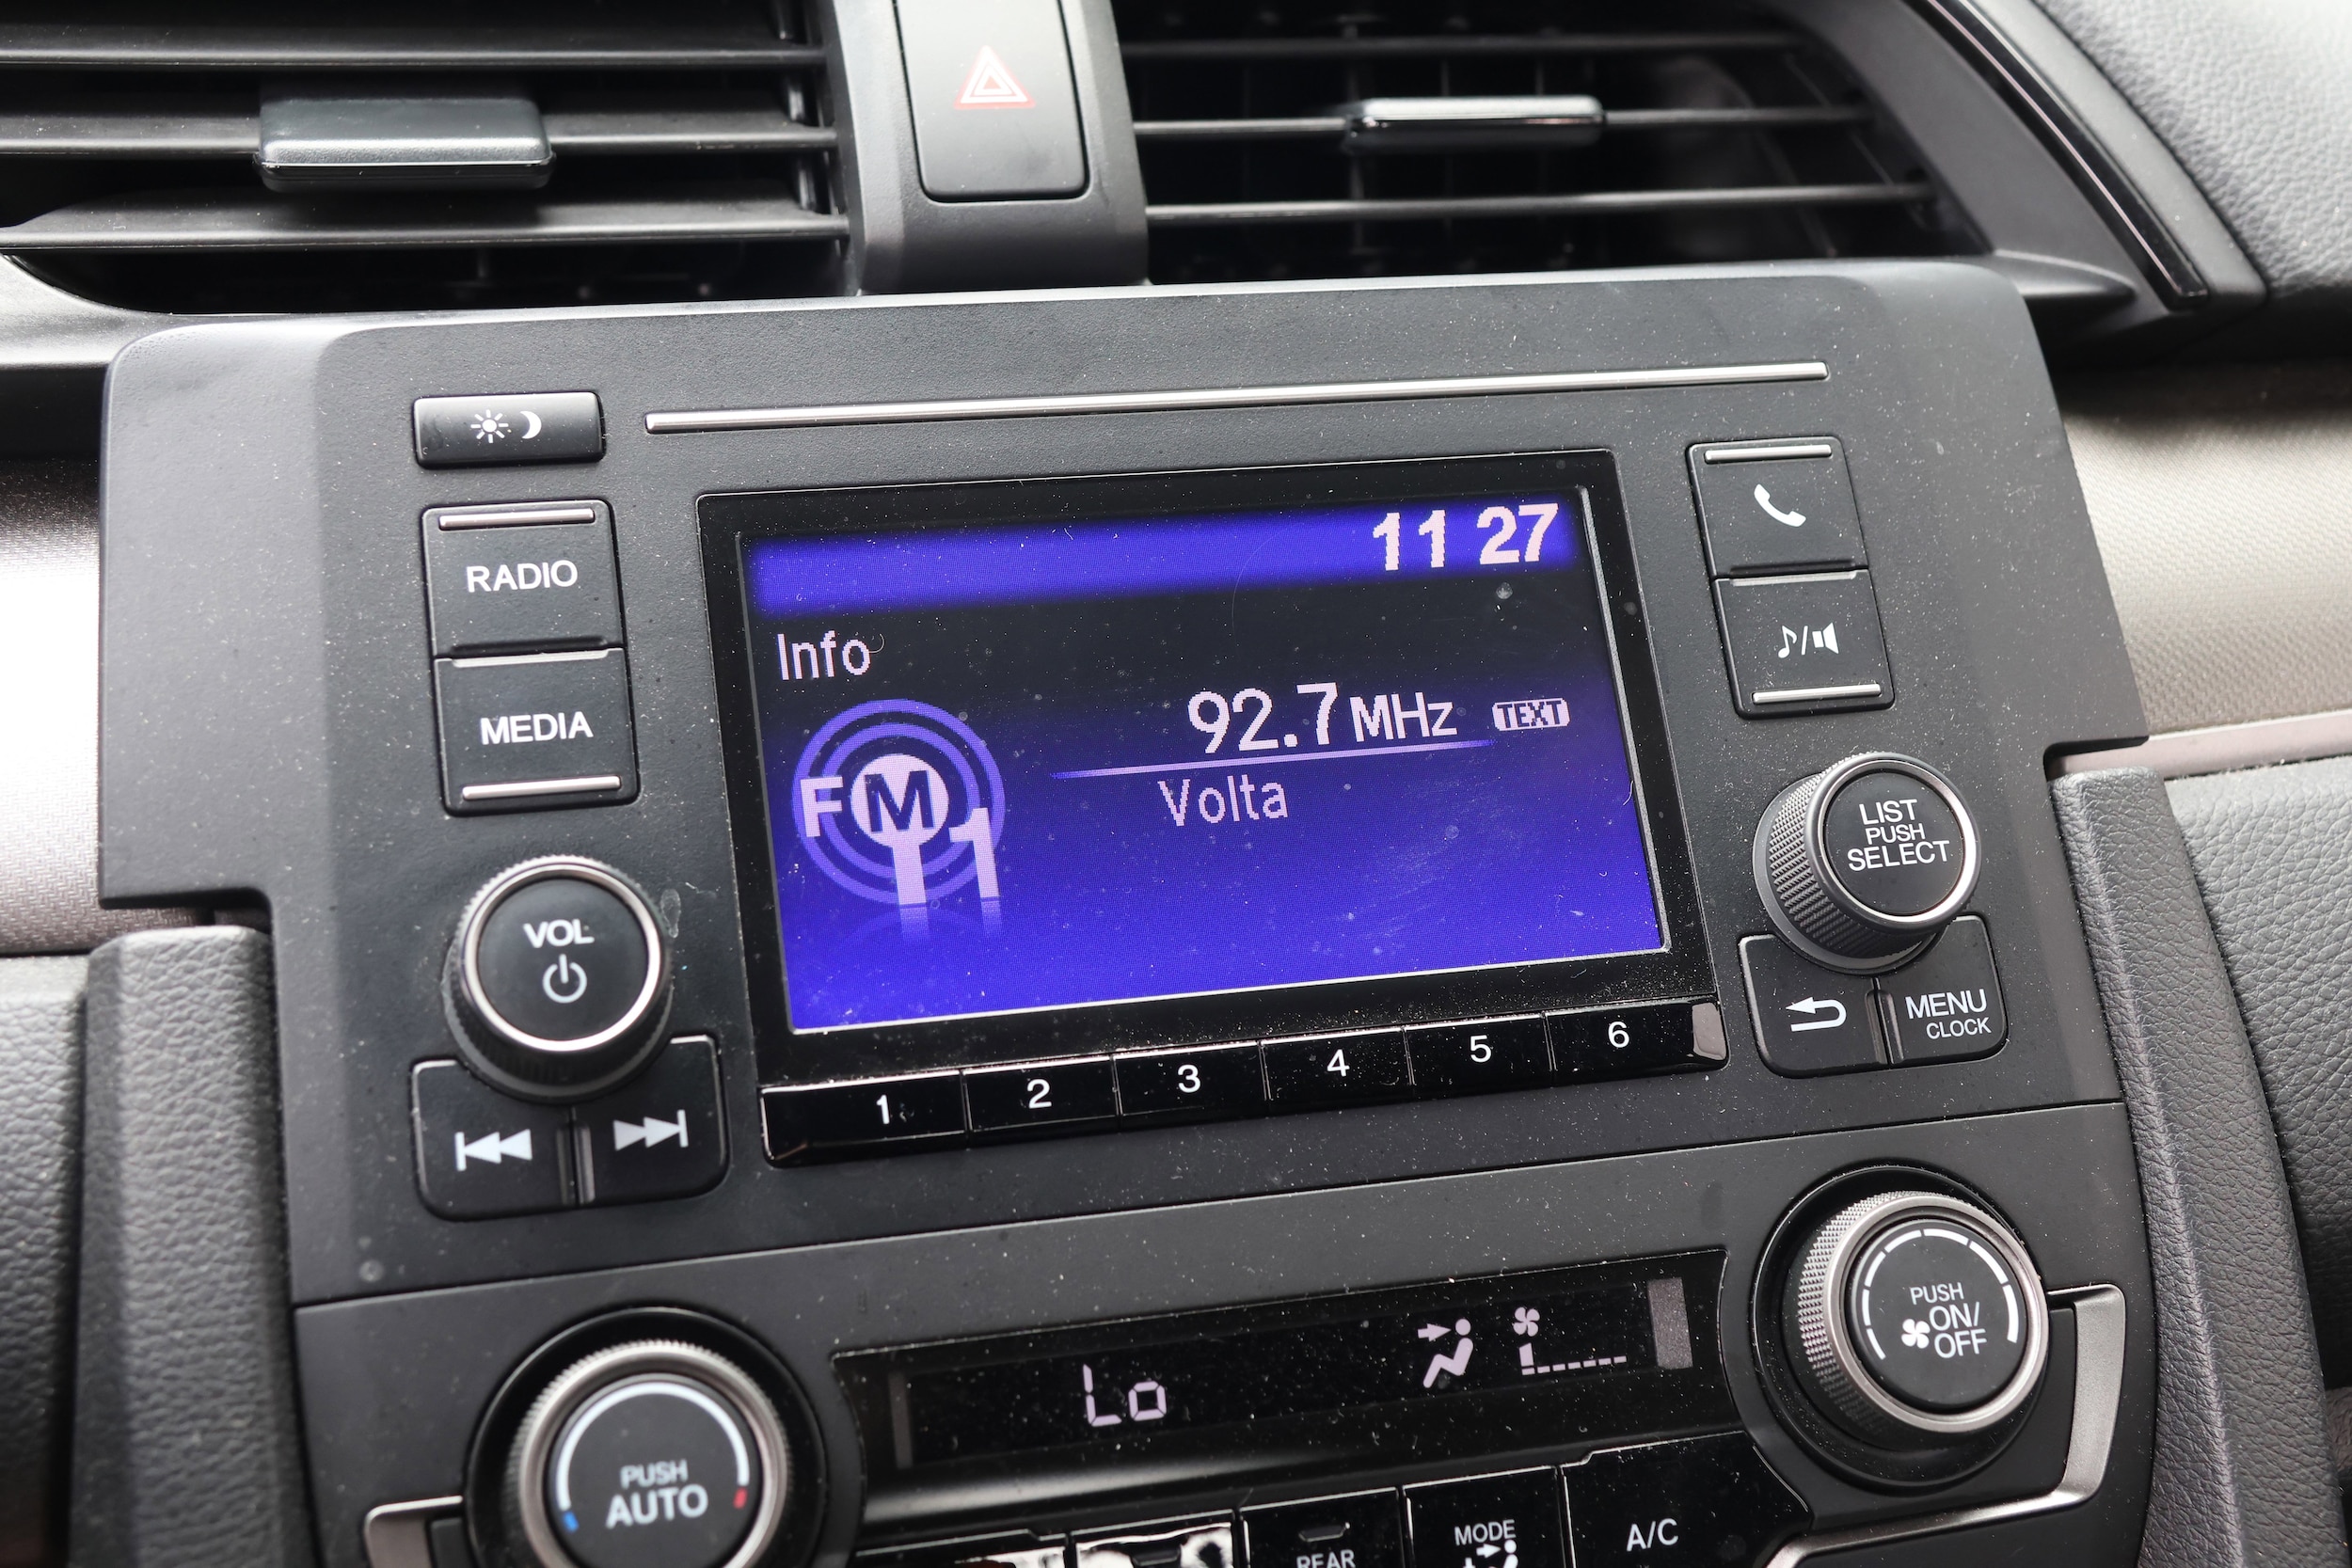 11 27
Info
92.7 MHz TEXT
FM 1
Volta
RADIO
MEDIA
VOL
LIST
PUSH
SELECT
MENU
CLOCK
1 2 3 4 5 6
Lo
PUSH
ON/
OFF
PUSH
AUTO
REAR
MODE
A/C